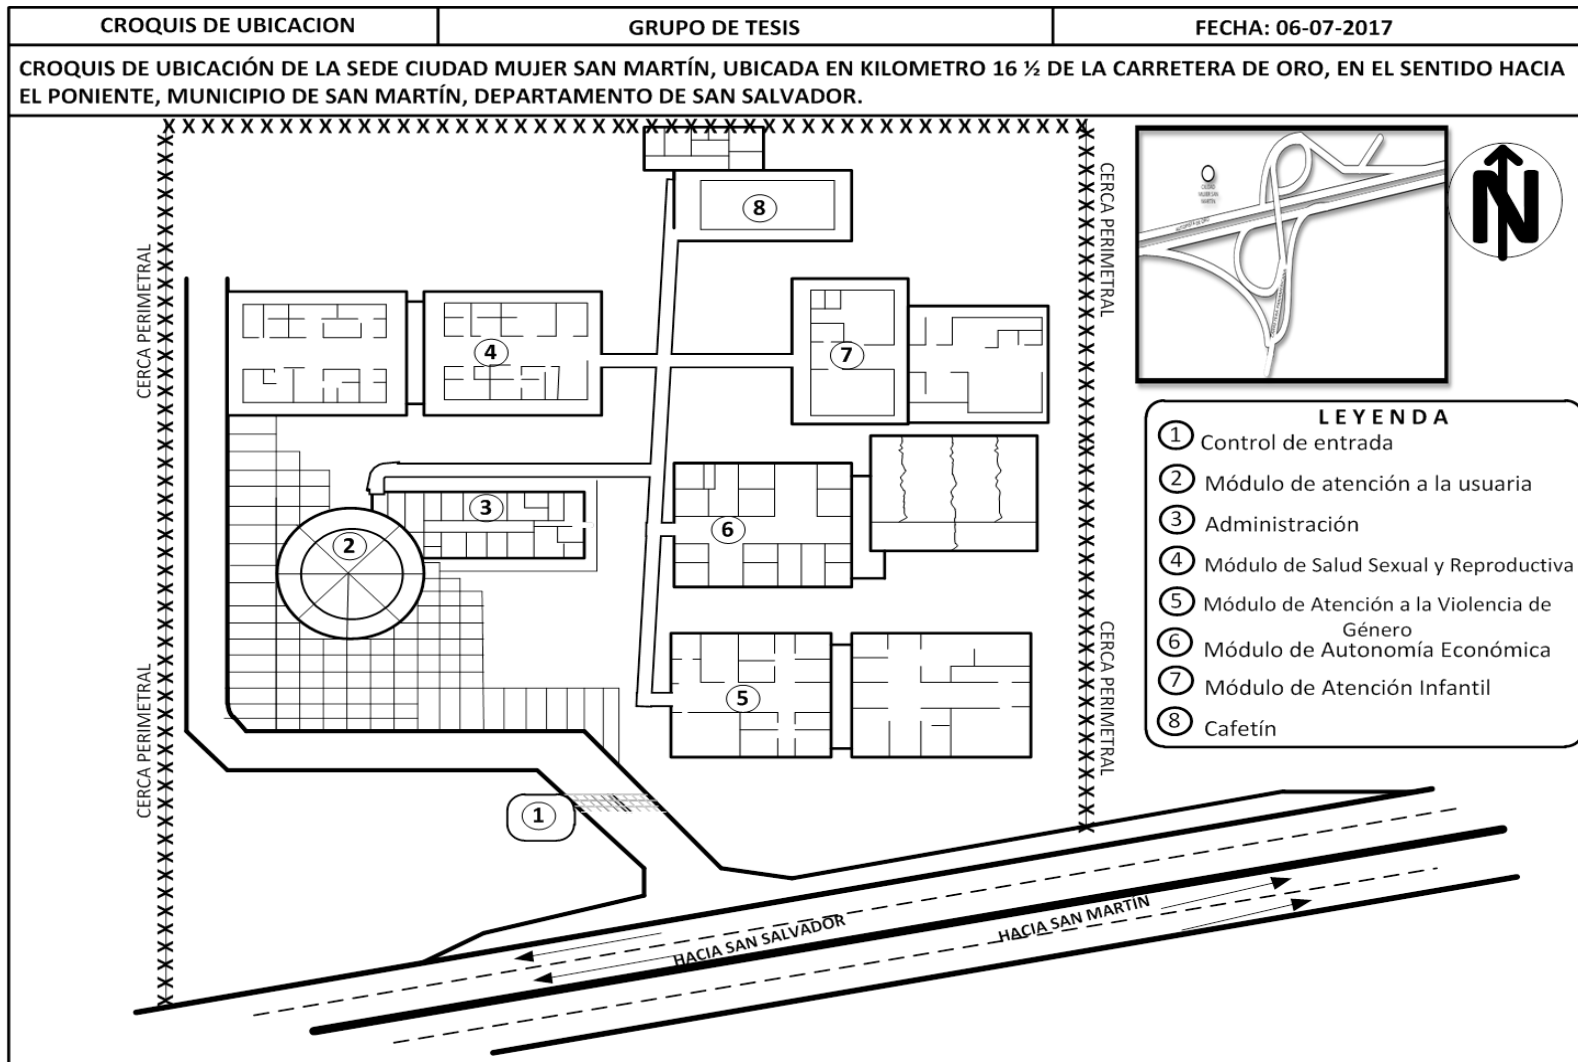 CROQUIS DE UBICACION
GRUPO DE TESIS
FECHA: 06-07-2017
CROQUIS DE UBICACIÓN DE LA SEDE CIUDAD MUJER SAN MARTÍN, UBICADA EN KILOMETRO 16 ½ DE LA CARRETERA DE ORO, EN EL SENTIDO HACIA
EL PONIENTE, MUNICIPIO DE SAN MARTÍN, DEPARTAMENTO DE SAN SALVADOR.
CERCA PERIMETRAL
CERCA PERIMETRAL
CERCA PERIMETRAL
CERCA PERIMETRAL
8
4
7
3
2
6
5
1
HACIA SAN SALVADOR
HACIA SAN MARTÍN
CIUDAD
MUJER SAN
MARTIN
N
LEYENDA
1 Control de entrada
2 Módulo de atención a la usuaria
3 Administración
4 Módulo de Salud Sexual y Reproductiva
5 Módulo de Atención a la Violencia de
Género
6 Módulo de Autonomía Económica
7 Módulo de Atención Infantil
8 Cafetín